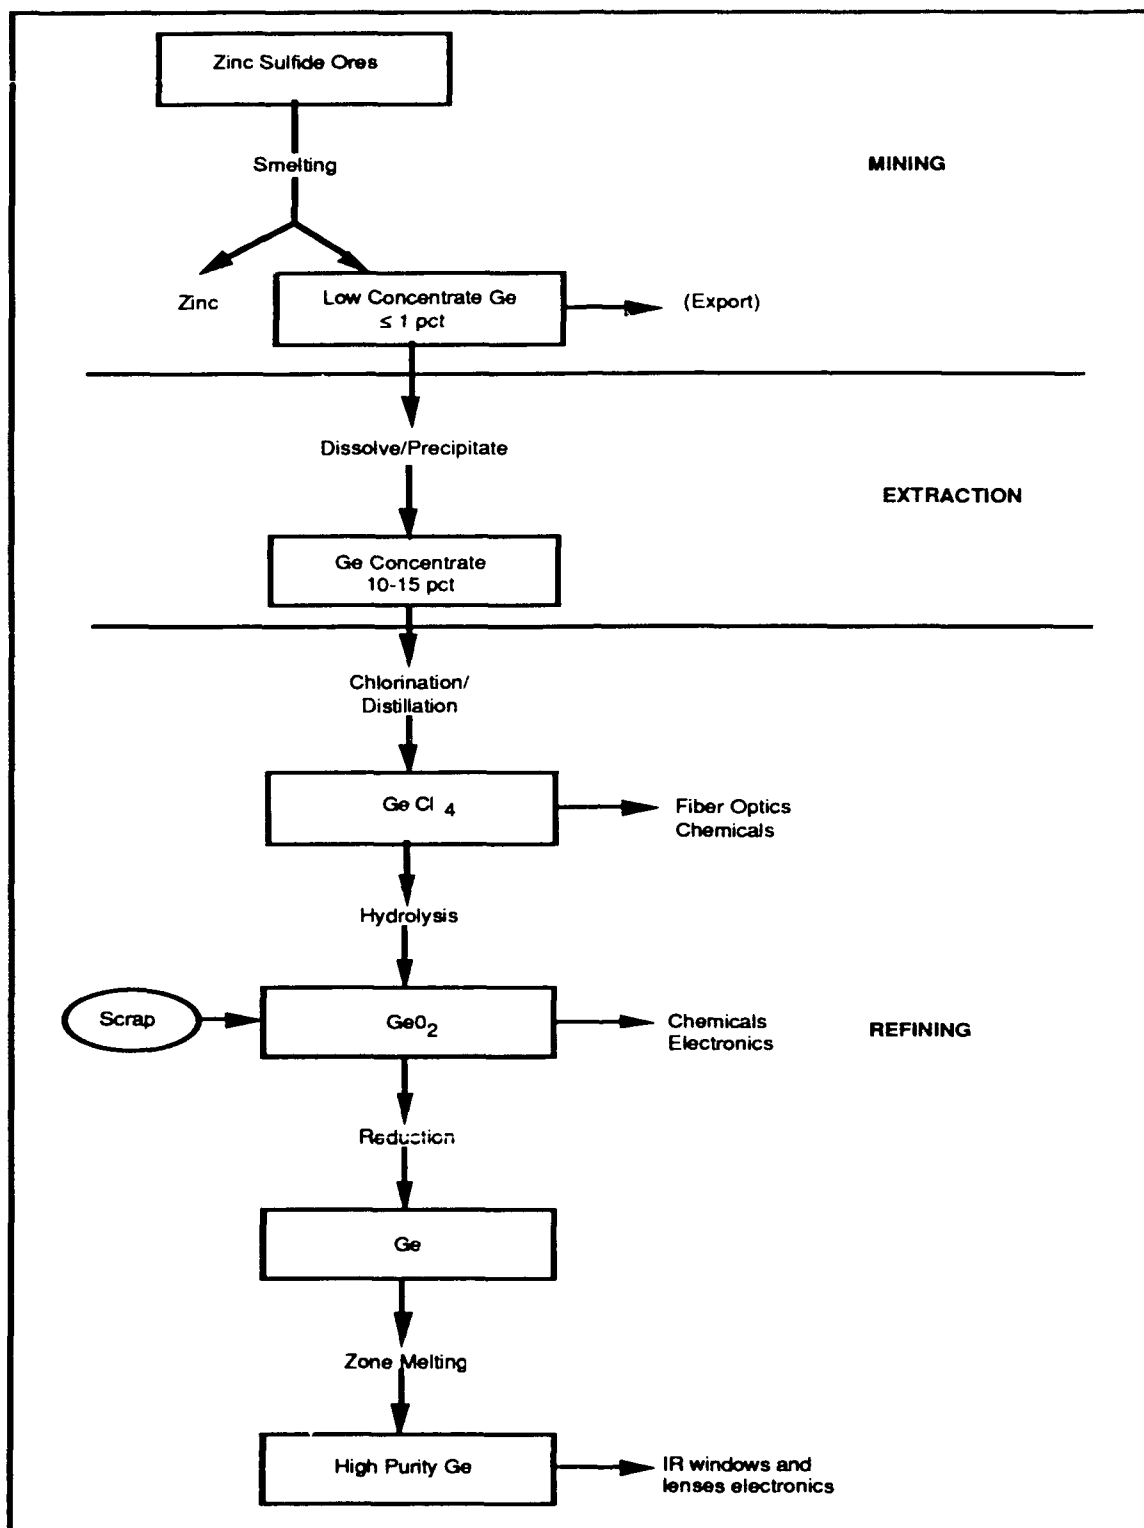 Zinc Sulfide Ores
Smelting
MINING
Zinc
Low Concentrate Ge
≤ 1 pct
(Export)
Dissolve/Precipitate
EXTRACTION
Ge Concentrate
10-15 pct
Chlorination/
Distillation
Ge Cl 4
Fiber Optics
Chemicals
Hydrolysis
Scrap
GeO2
Chemicals
Electronics
REFINING
Reduction
Ge
Zone Melting
High Purity Ge
IR windows and
lenses electronics